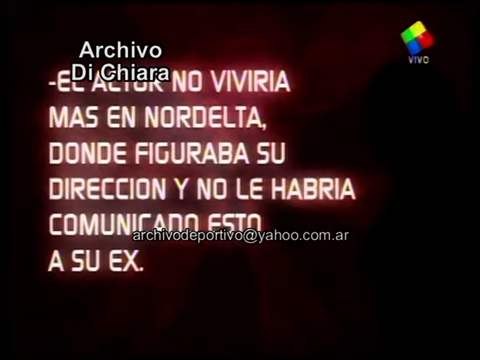 Archivo
Di Chiara
VIVO
-EL ACTOR NO VIVIRIA
MAS EN NORDELTA,
DONDE FIGURABA SU
DIRECCION Y NO LE HABRIA
COMUNICADO ESTO
archivodeportivo@yahoo.com.ar
A SU EX.